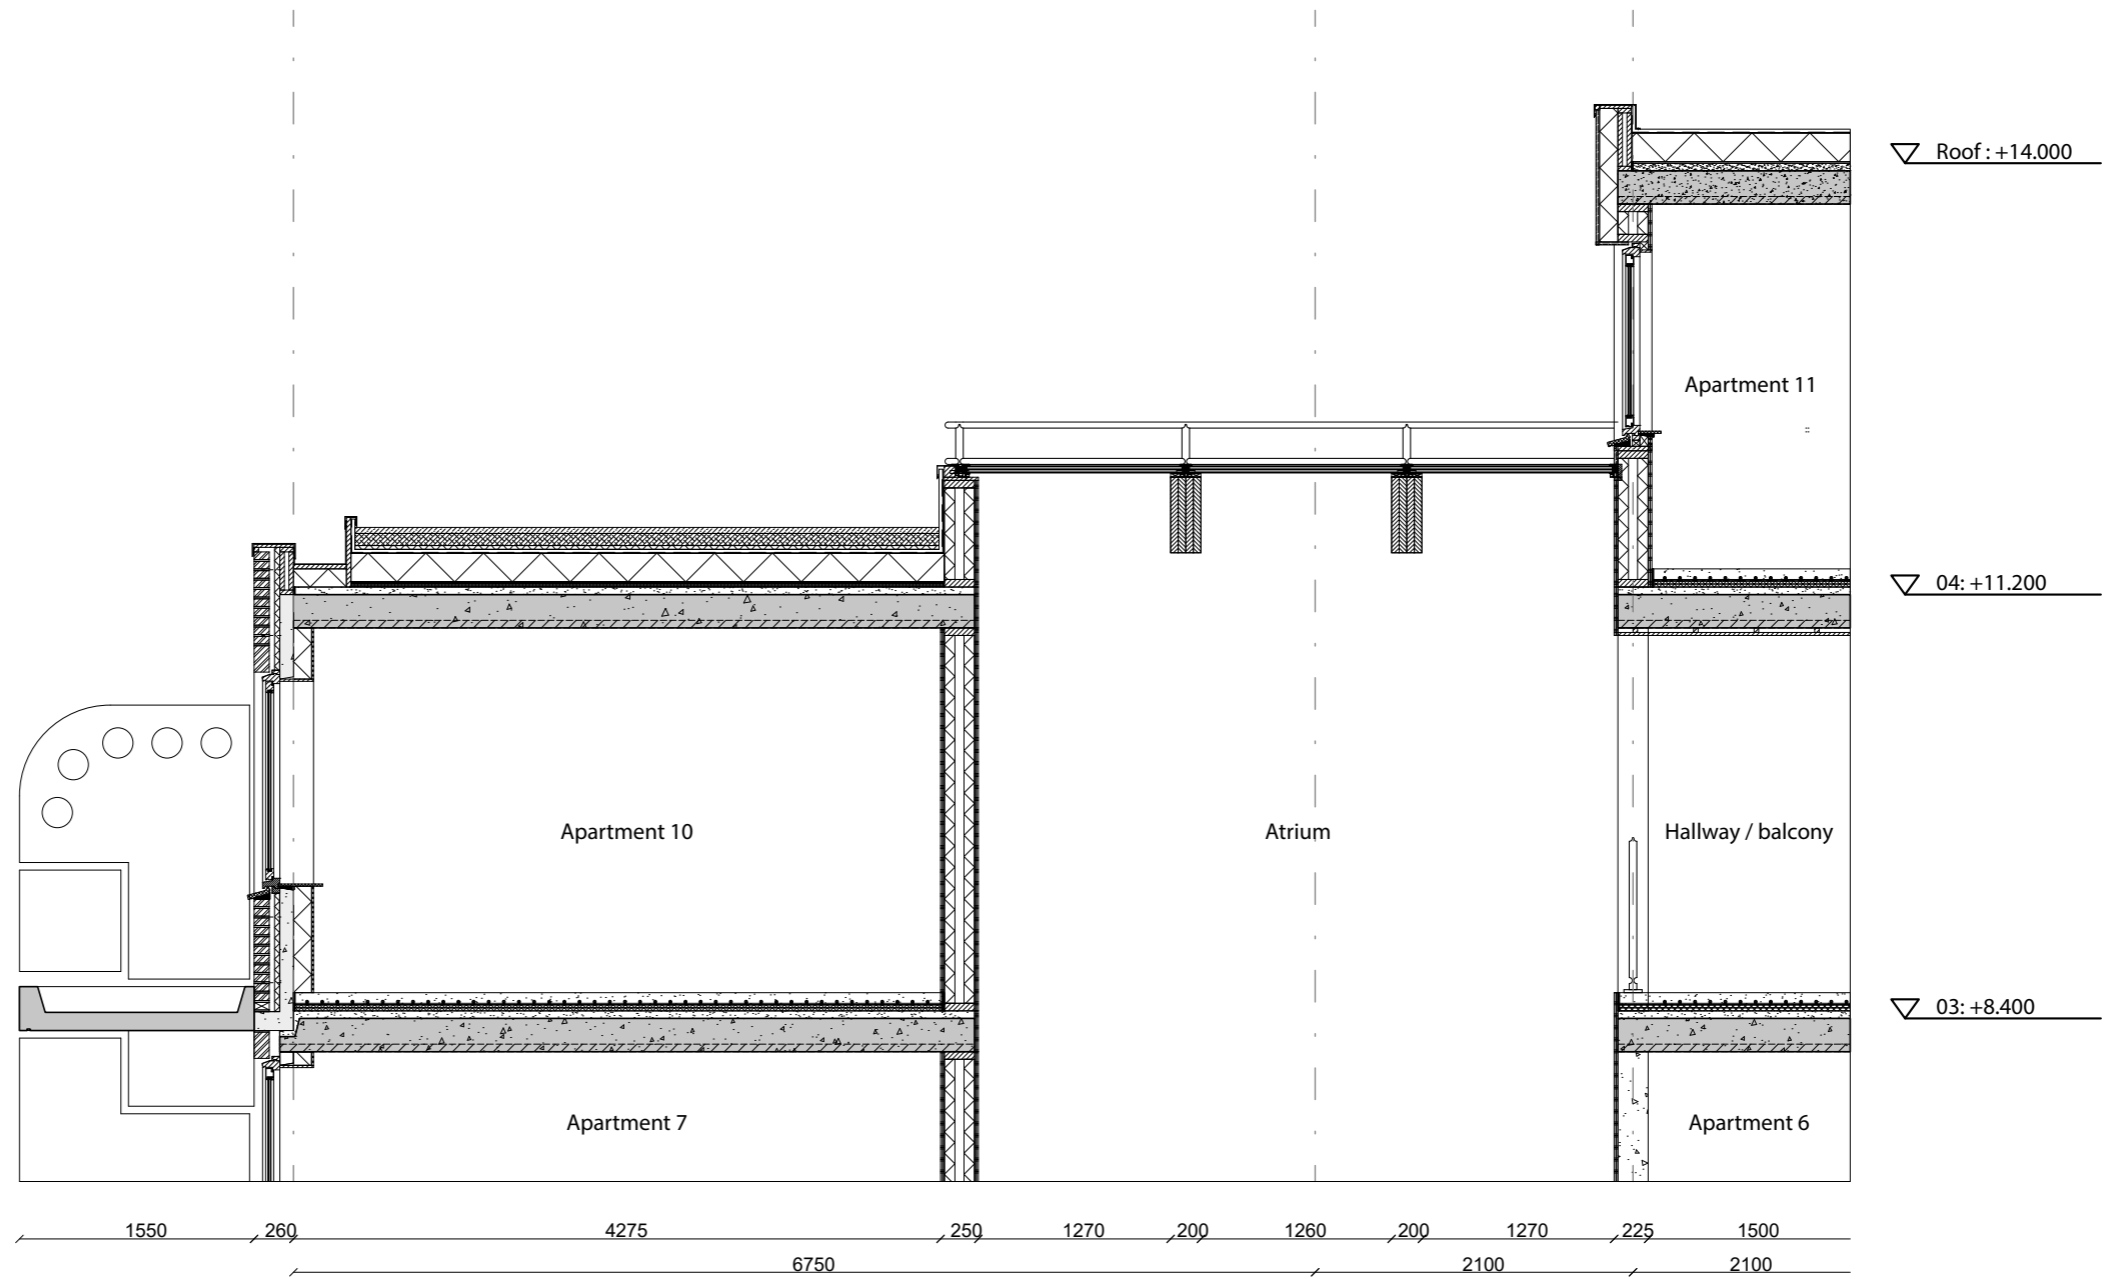 Roof : +14.000
Apartment 11
04: +11.200
Apartment 10
Atrium
Hallway / balcony
03: +8.400
Apartment 7
Apartment 6
1550 260 4275 250 1270 200 1260 200 1270 225 1500
6750 2100 2100